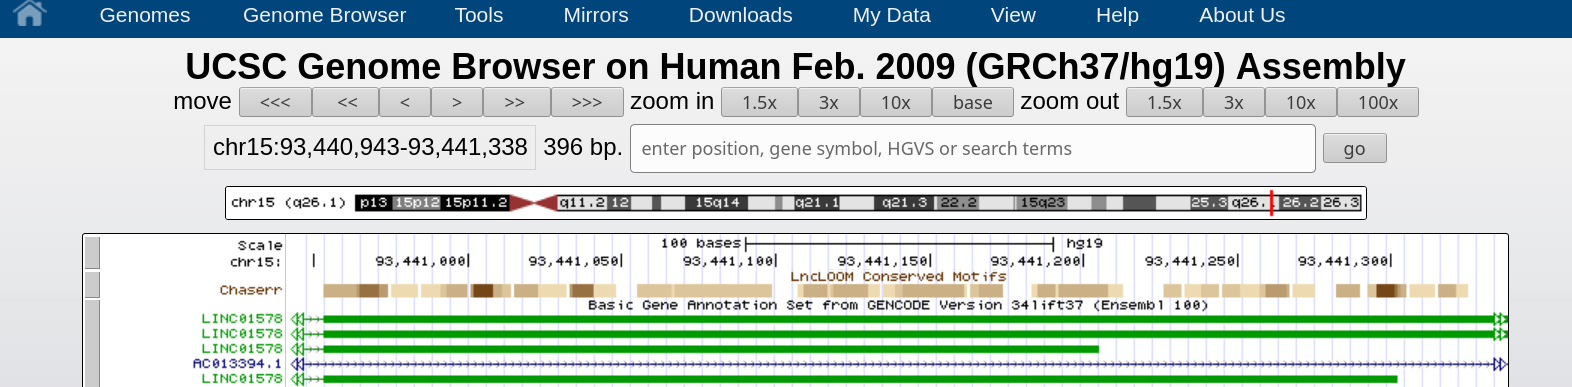 Genomes Genome Browser Tools Mirrors Downloads My Data View Help About Us
UCSC Genome Browser on Human Feb. 2009 (GRCh37/hg19) Assembly
move <<< << < > >> >>> zoom in 1.5x 3x 10x base zoom out 1.5x 3x 10x 100x
chr15:93,440,943-93,441,338 396 bp. enter position, gene symbol, HGVS or search terms go
chr15 (q26.1) p13 15p12 15p11.2 q11.2 12 15q14 q21.1 q21.3 22.2 15q23 25.3 q26.1 26.2 26.3
Scale 100 bases hg19
chr15: 93,441,000 93,441,050 93,441,100 93,441,150 93,441,200 93,441,250 93,441,300
LncLOOM Conserved Motifs
Chaserr
Basic Gene Annotation Set from GENCODE Version 34lift37 (Ensembl 100)
LINC01578
LINC01578
LINC01578
AC013394.1
LINC01578